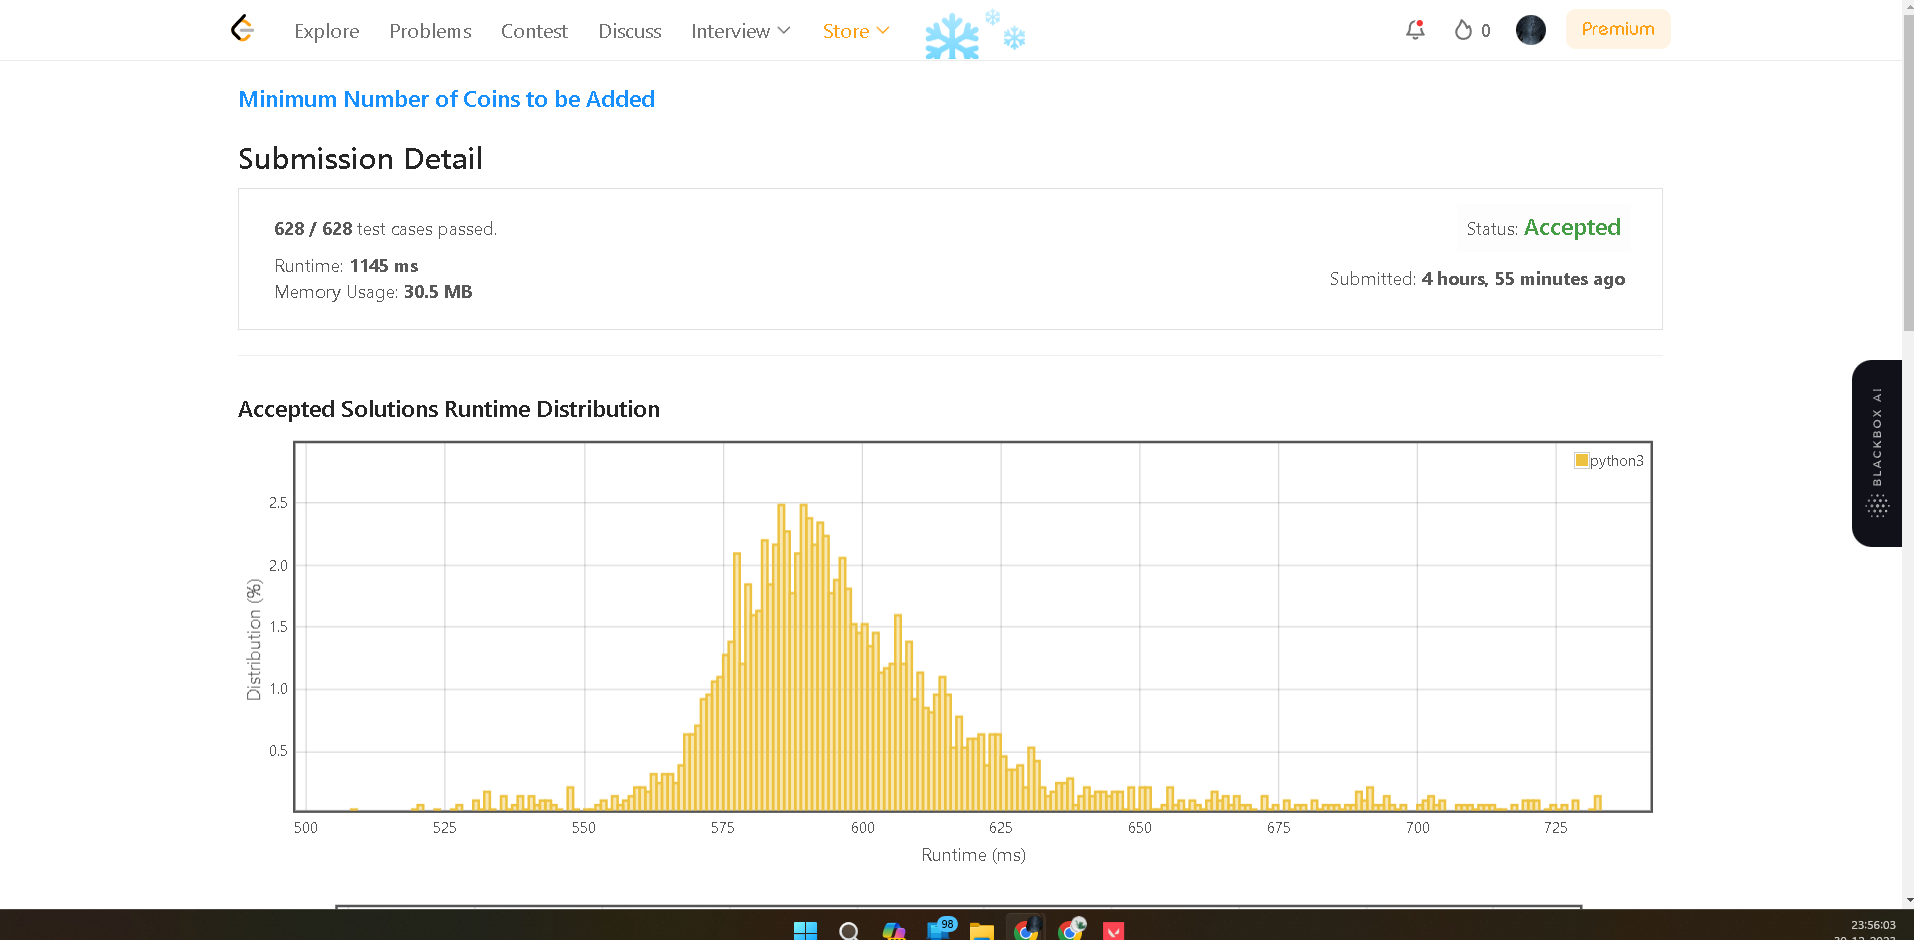 Explore Problems Contest Discuss Interview Store 0 Premium
Minimum Number of Coins to be Added
Submission Detail
628 / 628 test cases passed.
Status: Accepted
Runtime: 1145 ms
Submitted: 4 hours, 55 minutes ago
Memory Usage: 30.5 MB
BLACKBOX AI
Accepted Solutions Runtime Distribution
python3
2.5
2.0
1.5
1.0
0.5
Distribution (%)
500 525 550 575 600 625 650 675 700 725
Runtime (ms)
98
23:56:03